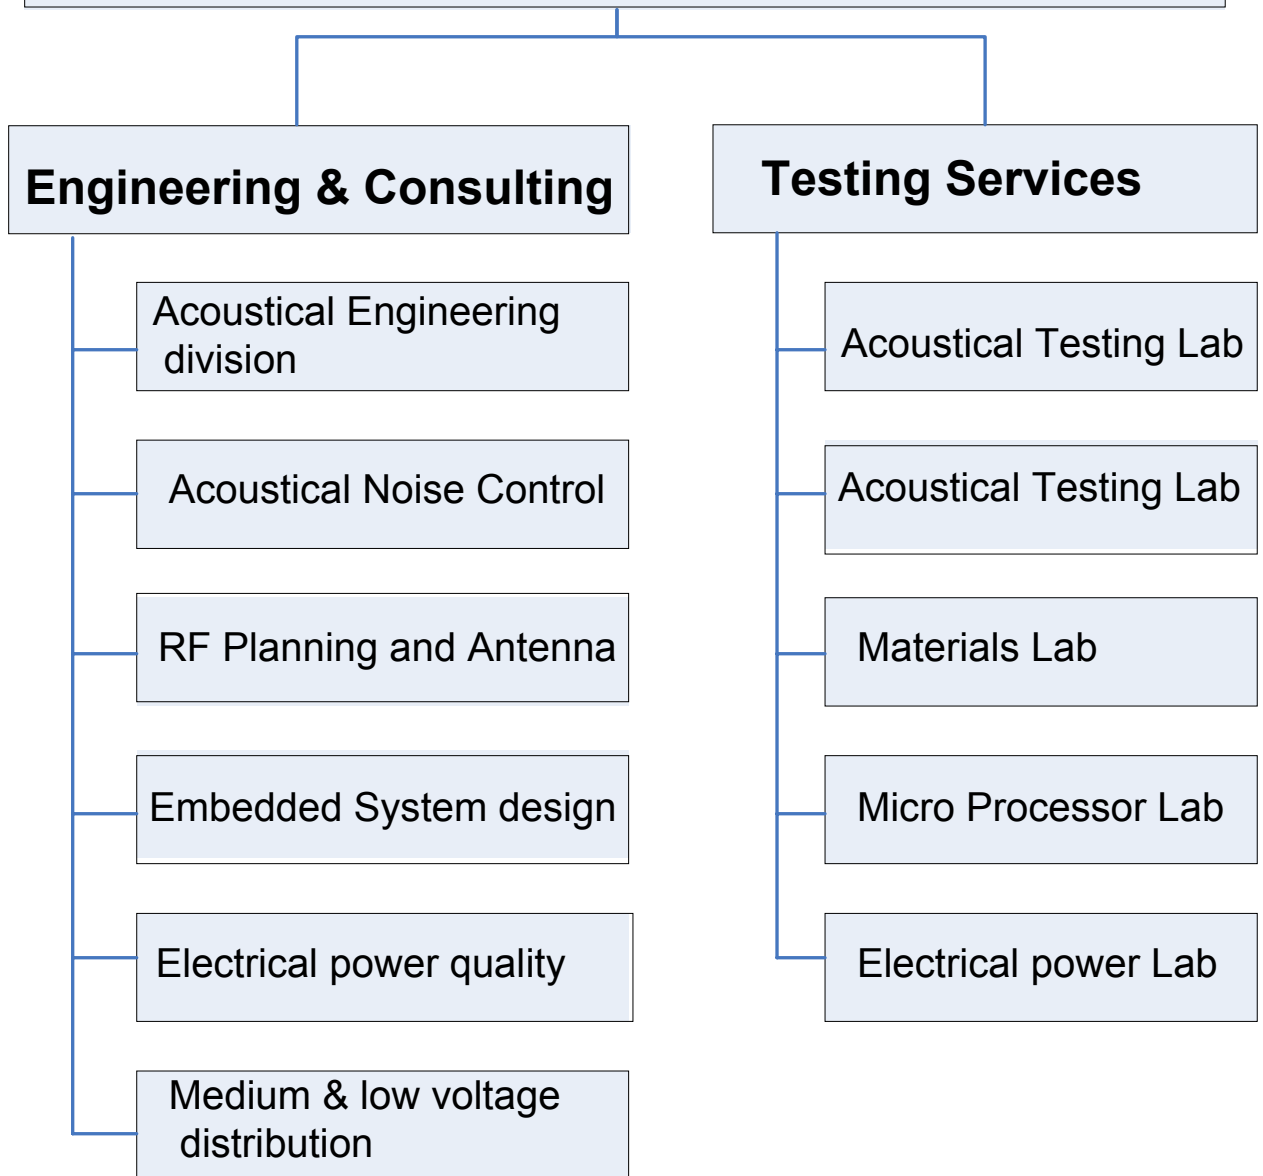 Engineering & Consulting
Acoustical Engineering
division
Acoustical Noise Control
RF Planning and Antenna
Embedded System design
Electrical power quality
Medium & low voltage
distribution
Testing Services
Acoustical Testing Lab
Acoustical Testing Lab
Materials Lab
Micro Processor Lab
Electrical power Lab